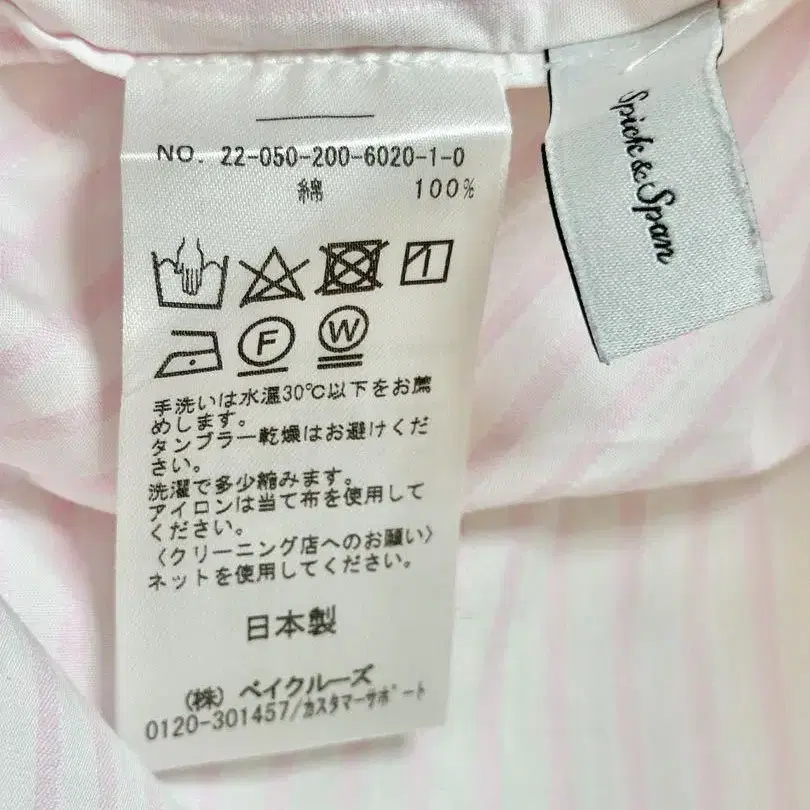 NO. 22-050-200-6020-1-0
綿 100%
F W
手洗いは水温30℃以下をお薦
めします。
タンブラー乾燥はお避けくだ
さい。
洗濯で多少縮みます。
アイロンは当て布を使用して
ください。
〈クリーニング店へのお願い〉
ネットを使用してください。
日本製
(株) ベイクルーズ
0120-301457/カスタマーサポート
Spick & Span